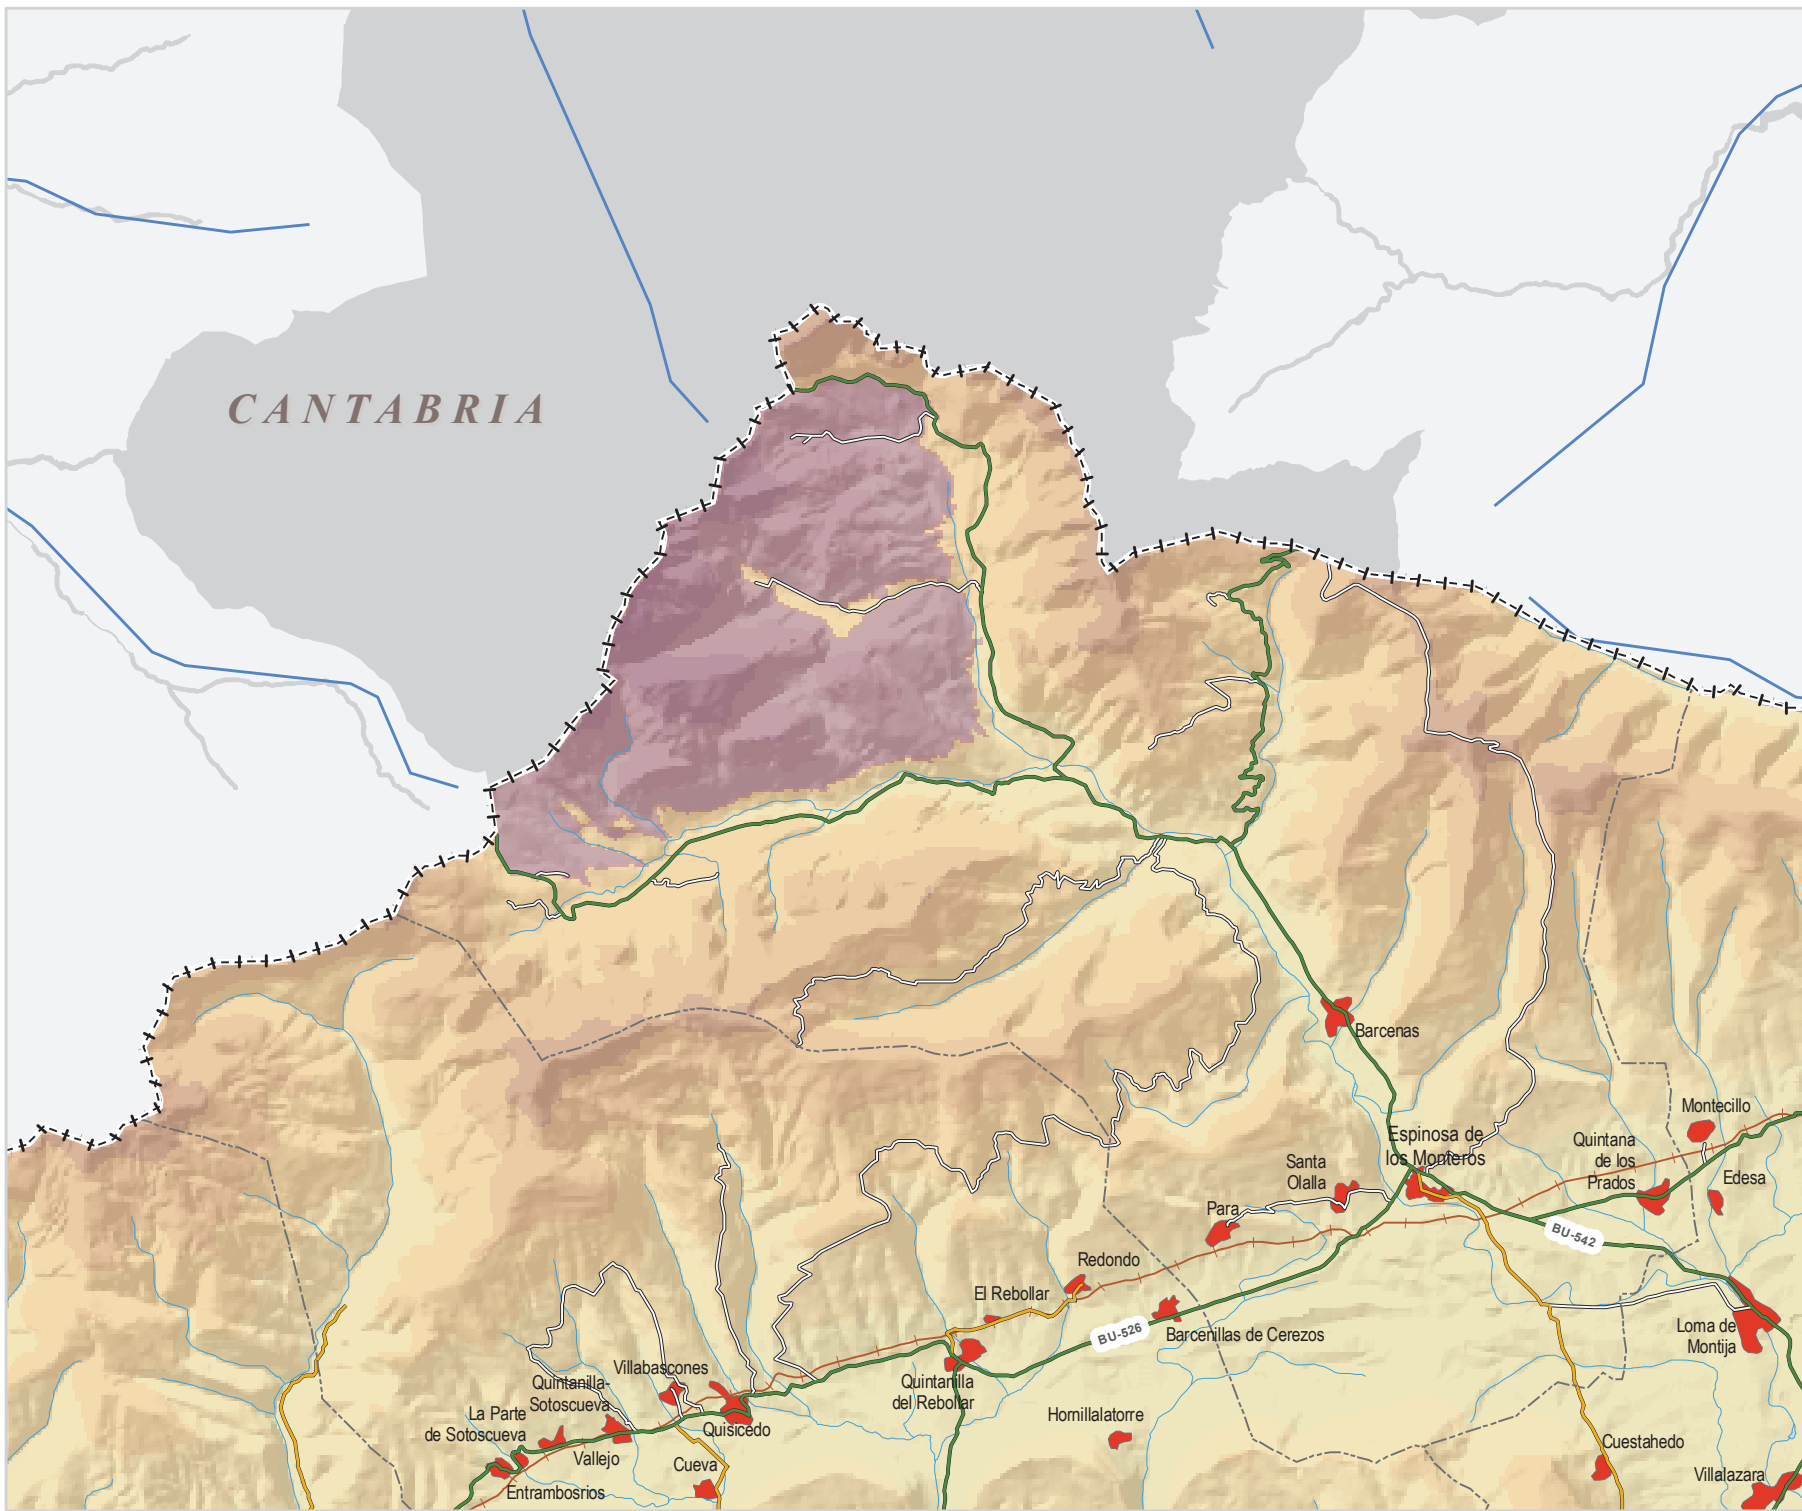 CANTABRIA
Barcenas
Montecillo
Espinosa de
los Monteros
Quintana
de los
Prados
Santa
Olalla
Edesa
Para
BU-542
Redondo
El Rebollar
BU-526
Barcenillas de Cerezos
Loma de
Montija
Villabascones
Quintanilla-
Sotoscueva
Quintanilla
del Rebollar
La Parte
de Sotoscueva
Hornillalatorre
Quisicedo
Vallejo
Cueva
Cuestahedo
Entrambosrios
Villalazara